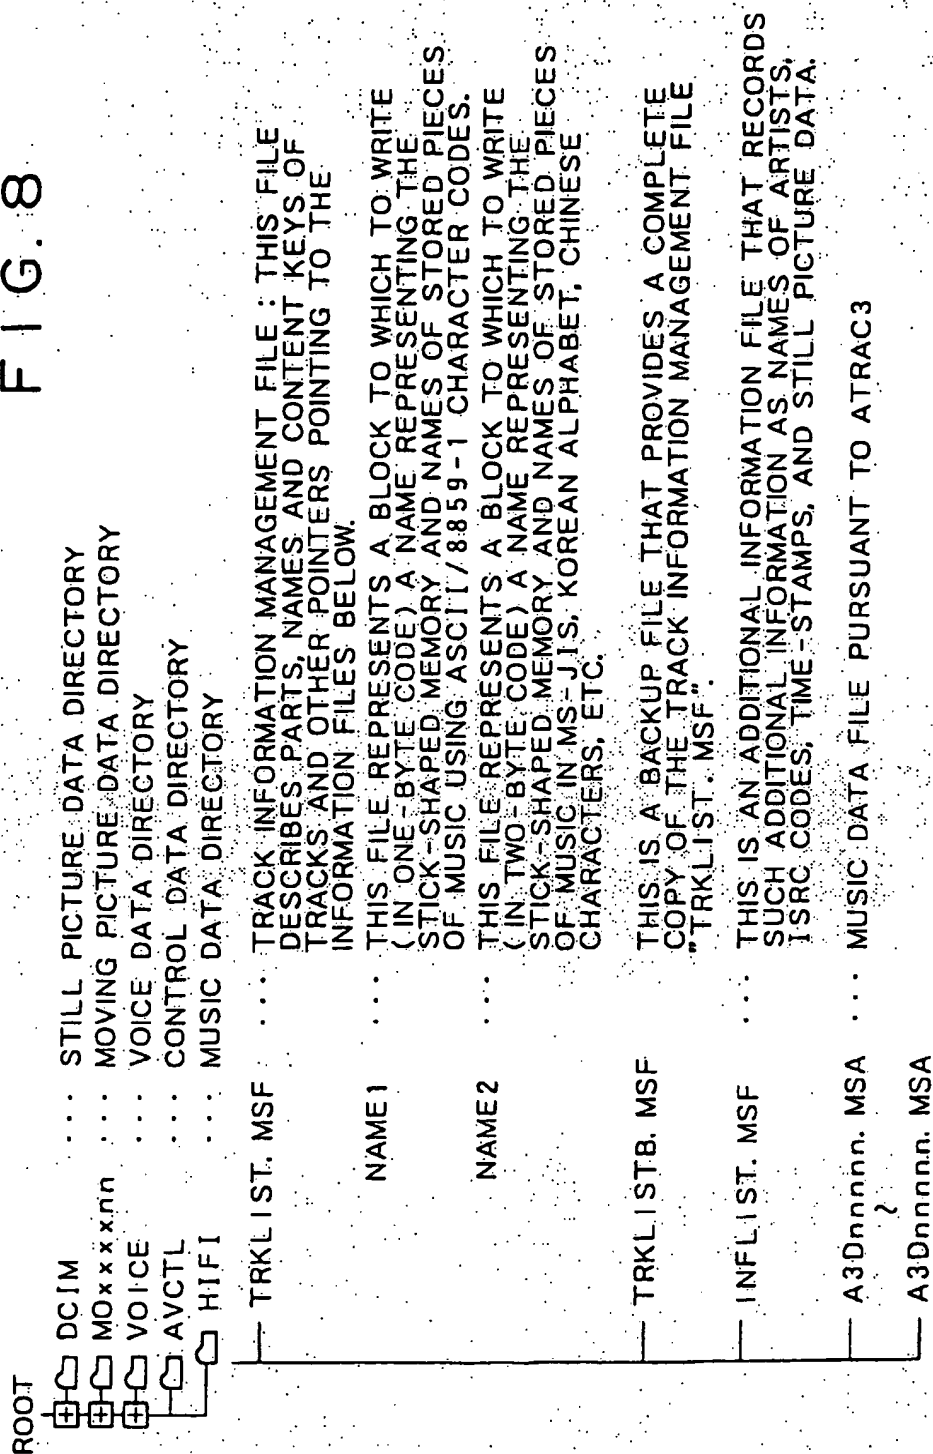 FIG. 8
ROOT
DCIM ... STILL PICTURE DATA DIRECTORY
MOxxxxnn ... MOVING PICTURE DATA DIRECTORY
VOICE ... VOICE DATA DIRECTORY
AVCTL ... CONTROL DATA DIRECTORY
HIFI ... MUSIC DATA DIRECTORY
TRKLIST. MSF ... TRACK INFORMATION MANAGEMENT FILE : THIS FILE
DESCRIBES PARTS, NAMES AND CONTENT KEYS OF
TRACKS AND OTHER POINTERS POINTING TO THE
INFORMATION FILES BELOW.
NAME1 ... THIS FILE REPRESENTS A BLOCK TO WHICH TO WRITE
(IN ONE-BYTE CODE) A NAME REPRESENTING THE
STICK-SHAPED MEMORY AND NAMES OF STORED PIECES
OF MUSIC USING ASCII/8859-1 CHARACTER CODES.
NAME2 ... THIS FILE REPRESENTS A BLOCK TO WHICH TO WRITE
(IN TWO-BYTE CODE) A NAME REPRESENTING THE
STICK-SHAPED MEMORY AND NAMES OF STORED PIECES
OF MUSIC IN MS-JIS, KOREAN ALPHABET, CHINESE
CHARACTERS, ETC.
TRKLISTB. MSF THIS IS A BACKUP FILE THAT PROVIDES A COMPLETE
COPY OF THE TRACK INFORMATION MANAGEMENT FILE
"TRKLIST. MSF".
INFLIST. MSF ... THIS IS AN ADDITIONAL INFORMATION FILE THAT RECORDS
SUCH ADDITIONAL INFORMATION AS NAMES OF ARTISTS,
ISRC CODES, TIME-STAMPS, AND STILL PICTURE DATA.
A3Dnnnnn. MSA ... MUSIC DATA FILE PURSUANT TO ATRAC3
~
A3Dnnnnn. MSA